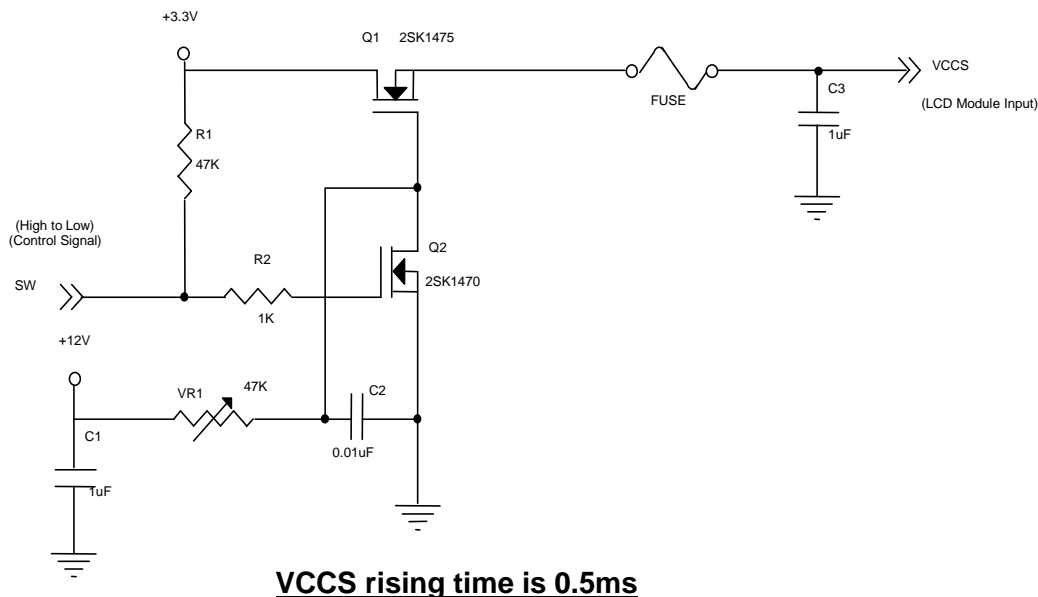 +3.3V
Q1 2SK1475
VCCS
FUSE
C3
(LCD Module Input)
1uF
R1
47K
(High to Low)
(Control Signal)
Q2
R2
2SK1470
SW
1K
+12V
VR1
47K
C2
C1
0.01uF
1uF
VCCS rising time is 0.5ms